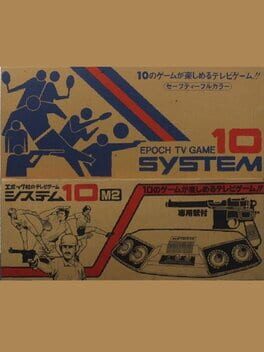 10のゲームが楽しめるテレビゲーム!!
セーフティーフルカラー
EPOCH TV GAME 10
SYSTEM
エポック社のテレビゲーム
システム10 M2
10のゲームが楽しめるテレビゲーム!!
専用銃付